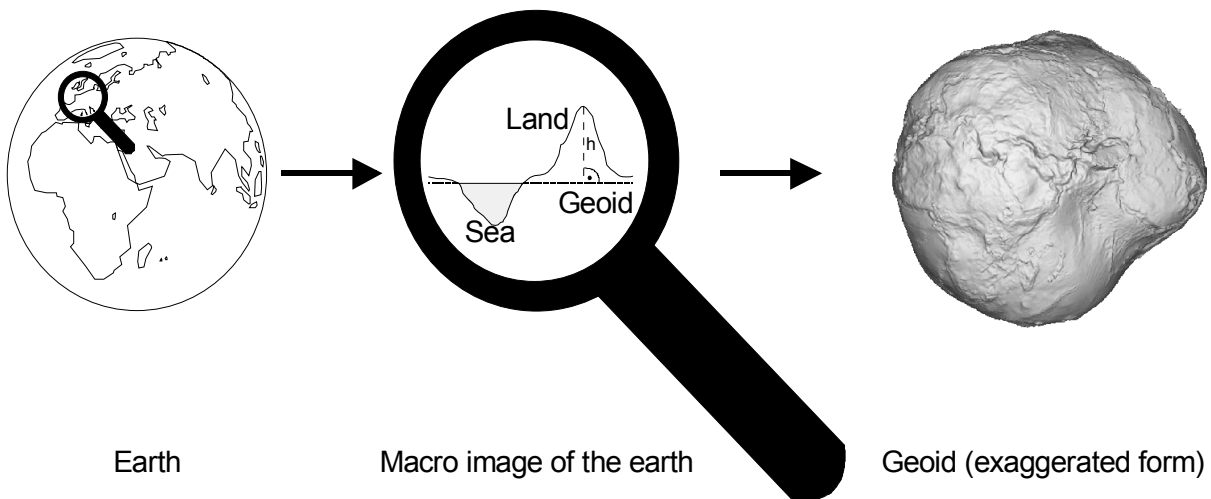 Land
h
Geoid
Sea
Earth
Macro image of the earth
Geoid (exaggerated form)